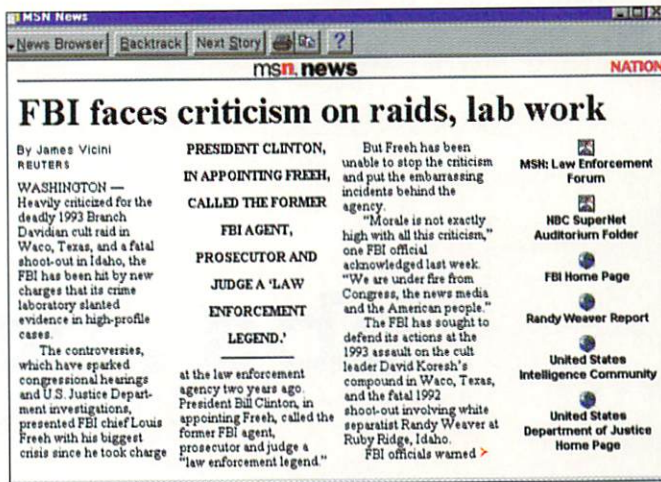 MSN News
News Browser Backtrack Next Story ?
msn. news
NATION
FBI faces criticism on raids, lab work
By James Vicini
REUTERS
WASHINGTON —
Heavily criticized for the
deadly 1993 Branch
Davidian cult raid in
Waco, Texas, and a fatal
shoot-out in Idaho, the
FBI has been hit by new
charges that its crime
laboratory slanted
evidence in high-profile
cases.
The controversies,
which have sparked
congressional hearings
and U.S. Justice Depart-
ment investigations,
presented FBI chief Louis
Freeh with his biggest
crisis since he took charge
PRESIDENT CLINTON,
IN APPOINTING FREEH,
CALLED THE FORMER
FBI AGENT,
PROSECUTOR AND
JUDGE A ‘LAW
ENFORCEMENT
LEGEND.’
at the law enforcement
agency two years ago.
President Bill Clinton, in
appointing Freeh, called the
former FBI agent,
prosecutor and judge a
“law enforcement legend.”
But Freeh has been
unable to stop the criticism
and put the embarrassing
incidents behind the
agency.
“Morale is not exactly
high with all this criticism,”
one FBI official
acknowledged last week.
“We are under fire from
Congress, the news media
and the American people.”
The FBI has sought to
defend its actions at the
1993 assault on the cult
leader David Koresh's
compound in Waco, Texas,
and the fatal 1992
shoot-out involving white
separatist Randy Weaver at
Ruby Ridge, Idaho.
FBI officials warned
MSN: Law Enforcement
Forum
NBC SuperNet
Auditorium Folder
FBI Home Page
Randy Weaver Report
United States
Intelligence Community
United States
Department of Justice
Home Page